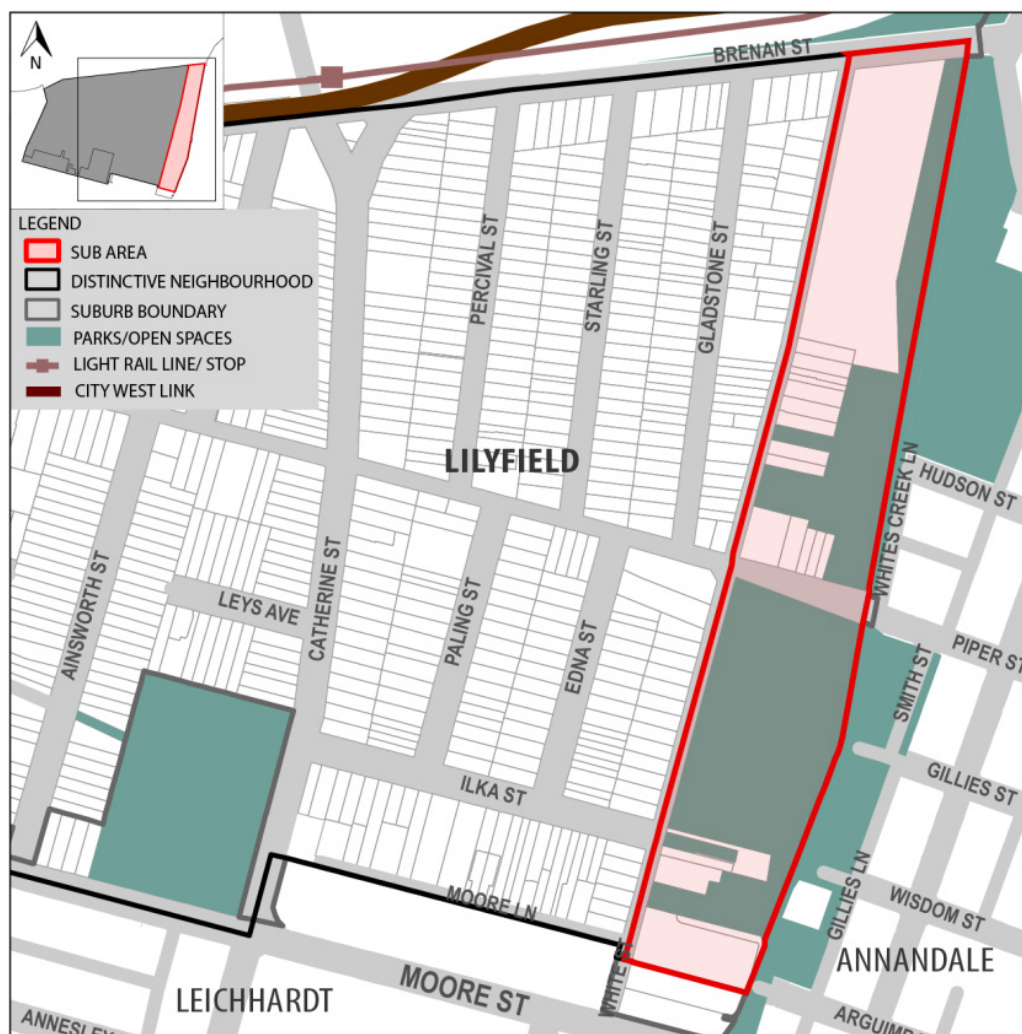 N
LEGEND
SUB AREA
DISTINCTIVE NEIGHBOURHOOD
SUBURB BOUNDARY
PARKS/OPEN SPACES
LIGHT RAIL LINE/ STOP
CITY WEST LINK
BRENAN ST
PERCIVAL ST
STARLING ST
GLADSTONE ST
LILYFIELD
HUDSON ST
WHITES CREEK LN
AINSWORTH ST
LEYS AVE
CATHERINE ST
PALING ST
EDNA ST
PIPER ST
SMITH ST
GILLIES ST
ILKA ST
MOORE LN
GILLIES LN
WISDOM ST
WHITE ST
ANNANDALE
MOORE ST
LEICHHARDT
ANNESLEY
ARGUIMB